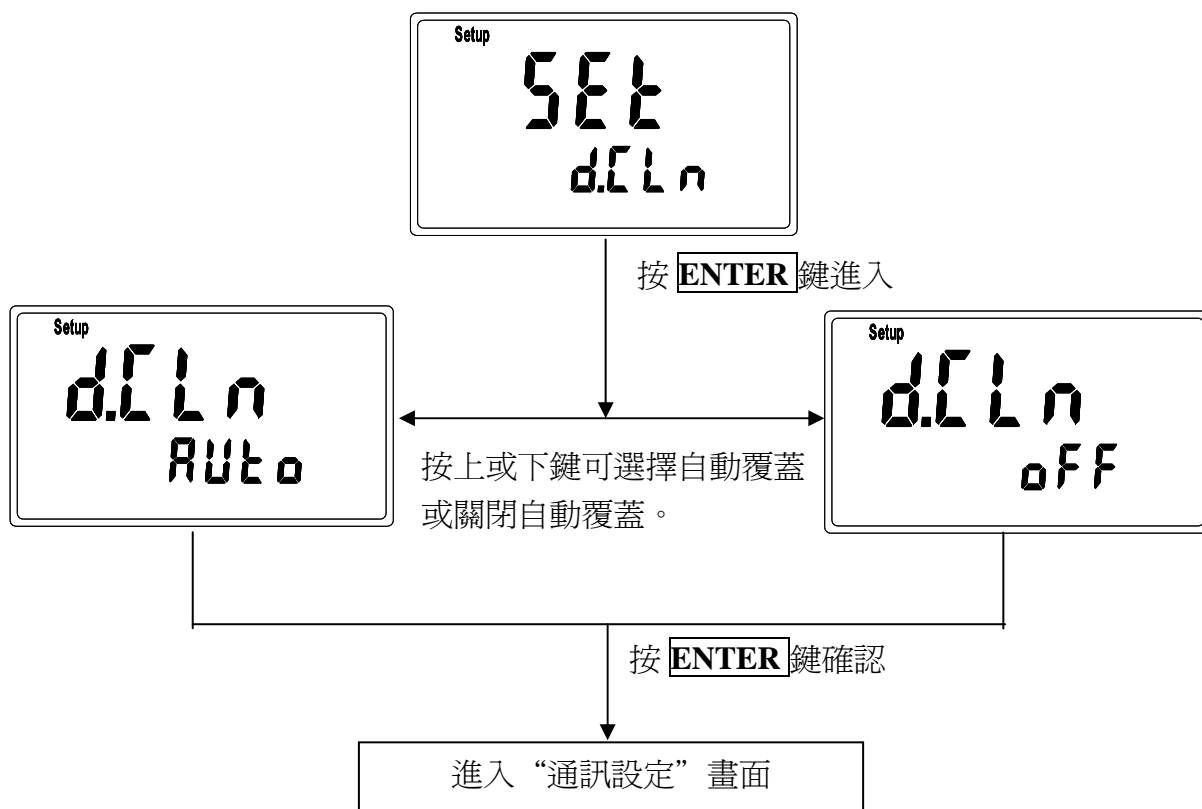 Setup
SEt
d.CLn
按 ENTER 鍵進入
Setup
d.CLn
AUto
按上或下鍵可選擇自動覆蓋
或關閉自動覆蓋。
Setup
d.CLn
oFF
按 ENTER 鍵確認
進入“通訊設定”畫面